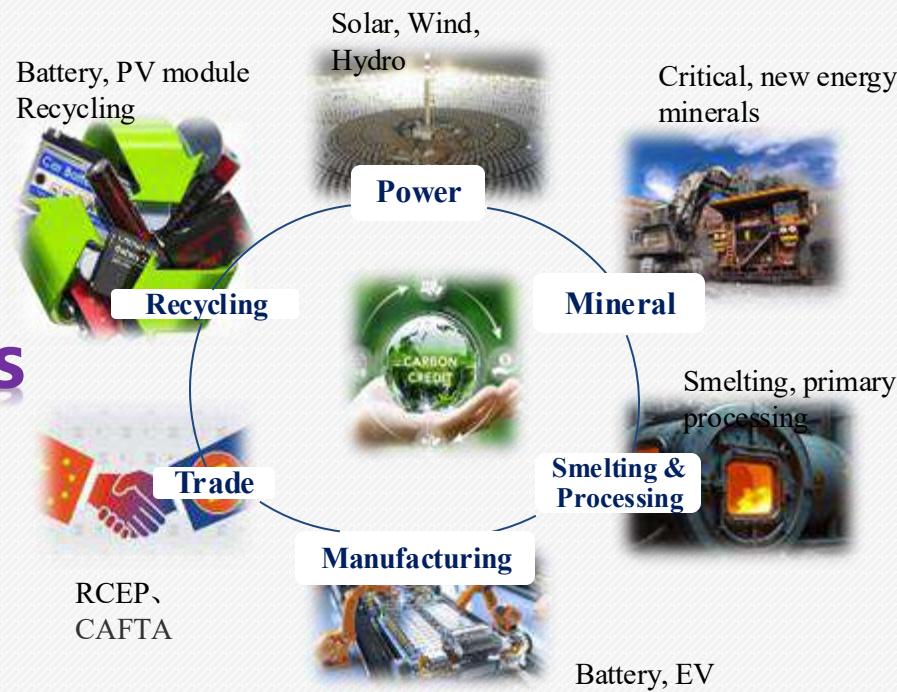 Solar, Wind,
Hydro
Battery, PV module
Recycling
Critical, new energy
minerals
Power
Recycling
Mineral
CARBON
CREDIT
s
Smelting, primary
processing
Trade
Smelting &
Processing
Manufacturing
RCEP、
CAFTA
Battery, EV